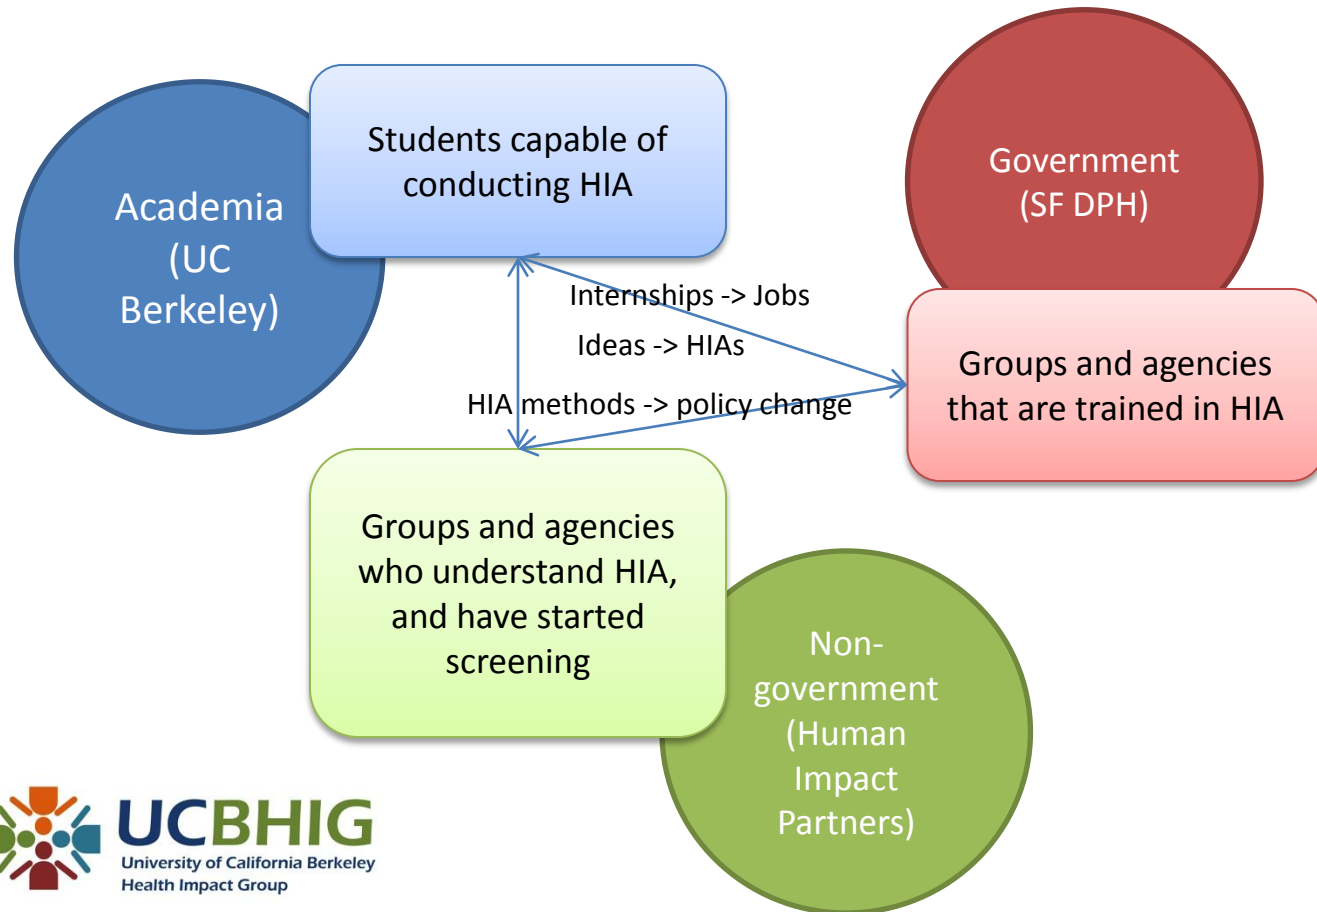 Academia
(UC
Berkeley)
Students capable of
conducting HIA
Government
(SF DPH)
Internships -> Jobs
Ideas -> HIAs
HIA methods -> policy change
Groups and agencies
that are trained in HIA
Groups and agencies
who understand HIA,
and have started
screening
Non-
government
(Human
Impact
Partners)
UCBHIG
University of California Berkeley
Health Impact Group